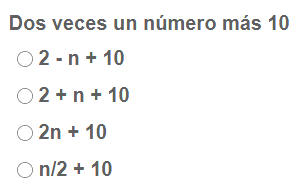 Dos veces un número más 10
2 - n + 10
2 + n + 10
2n + 10
n/2 + 10